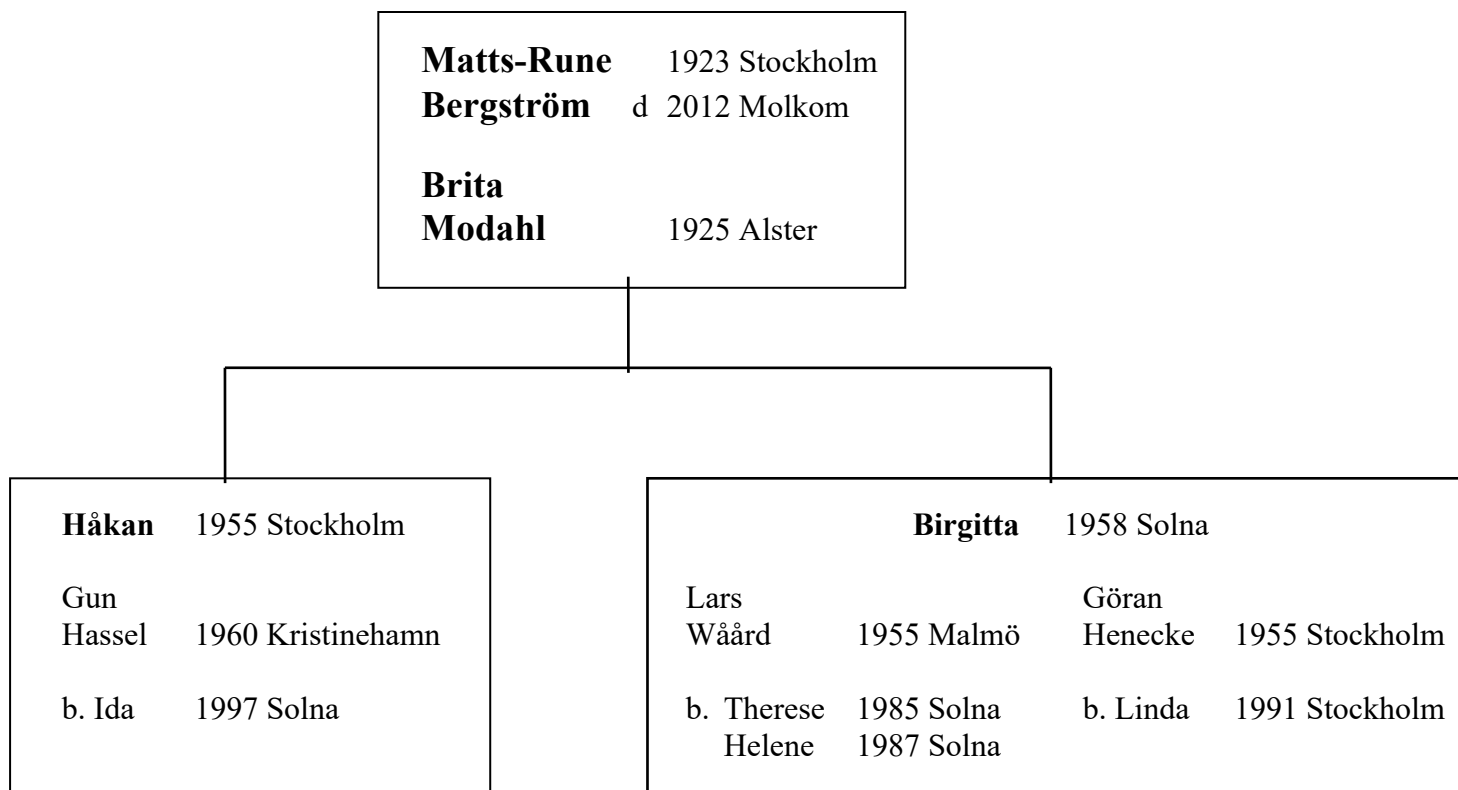 Matts-Rune 1923 Stockholm
Bergström d 2012 Molkom
Brita
Modahl 1925 Alster
Håkan 1955 Stockholm
Gun
Hassel 1960 Kristinehamn
b. Ida 1997 Solna
Birgitta 1958 Solna
Lars
Wåård 1955 Malmö
b. Therese 1985 Solna
Helene 1987 Solna
Göran
Henecke 1955 Stockholm
b. Linda 1991 Stockholm